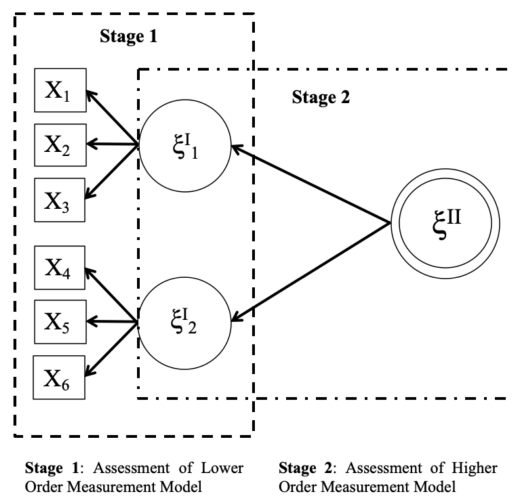 Stage 1
X₁
Stage 2
X₂
ξᴵ₁
X₃
ξᴵᴵ
X₄
X₅
ξᴵ₂
X₆
Stage 1: Assessment of Lower
Order Measurement Model
Stage 2: Assessment of Higher
Order Measurement Model